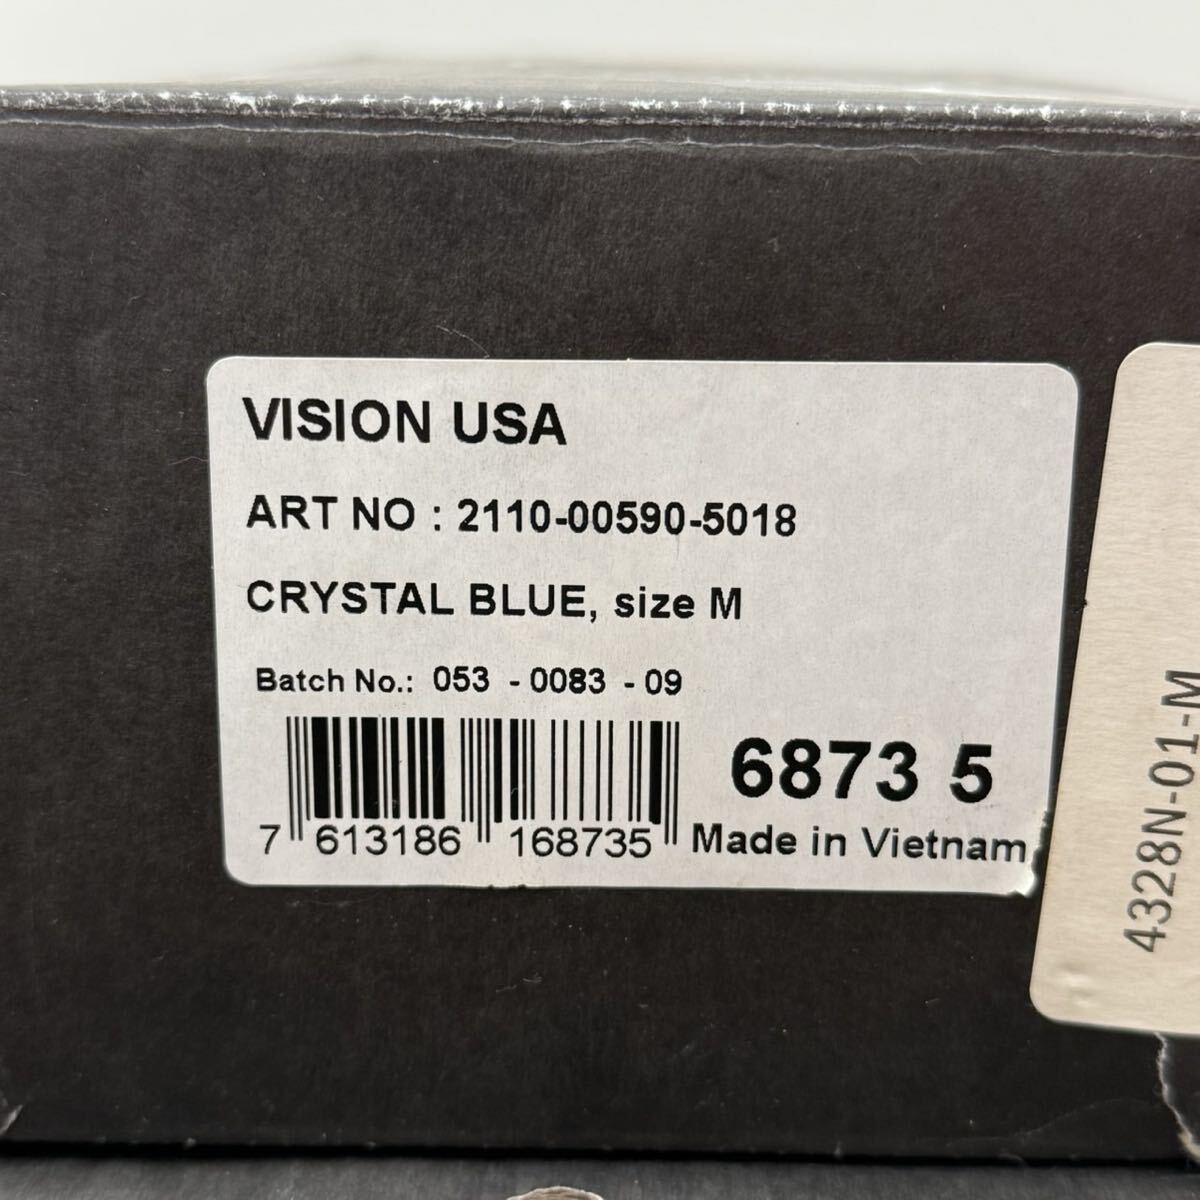 VISION USA
ART NO : 2110-00590-5018
CRYSTAL BLUE, size M
Batch No.: 053 - 0083 - 09
6873 5
7 613186 168735
Made in Vietnam
4328N-01-M